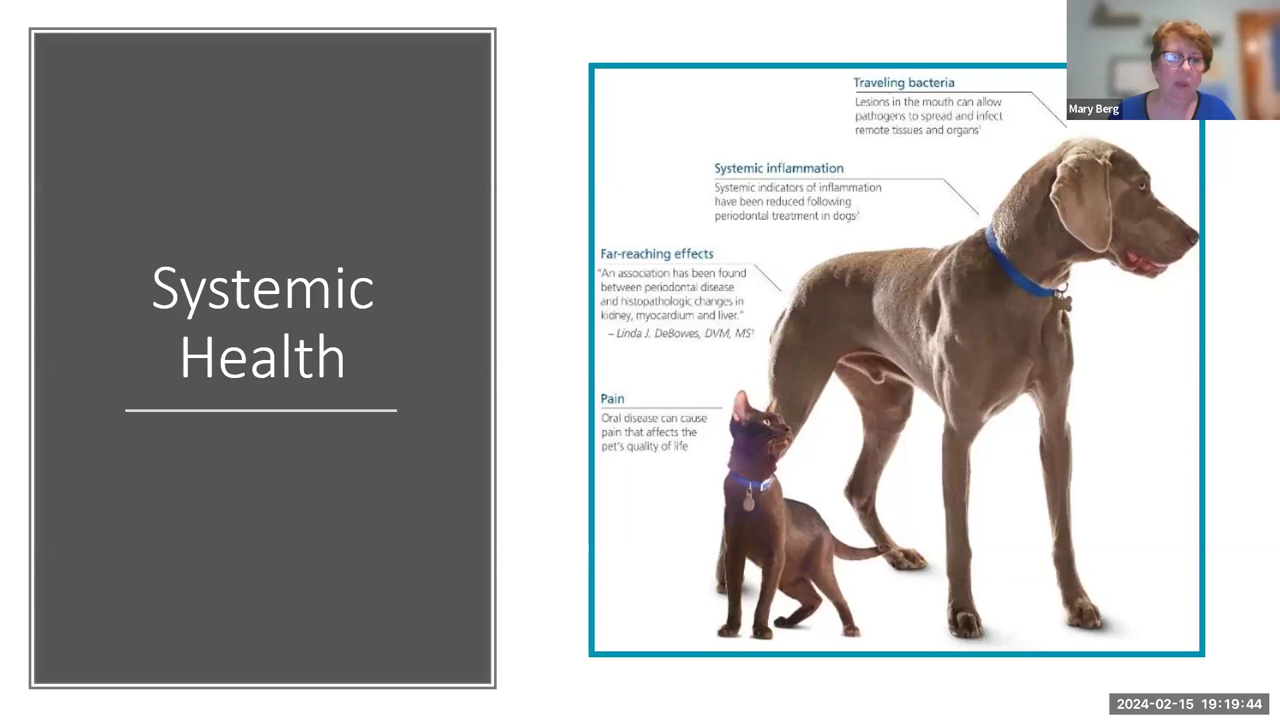 Systemic
Health
Traveling bacteria
Lesions in the mouth can allow
pathogens to spread and infect
remote tissues and organs¹
Systemic inflammation
Systemic indicators of inflammation
have been reduced following
periodontal treatment in dogs²
Far-reaching effects
"An association has been found
between periodontal disease
and histopathologic changes in
kidney, myocardium and liver."
– Linda J. DeBowes, DVM, MS³
Pain
Oral disease can cause
pain that affects the
pet's quality of life
Mary Berg
2024-02-15 19:19:44